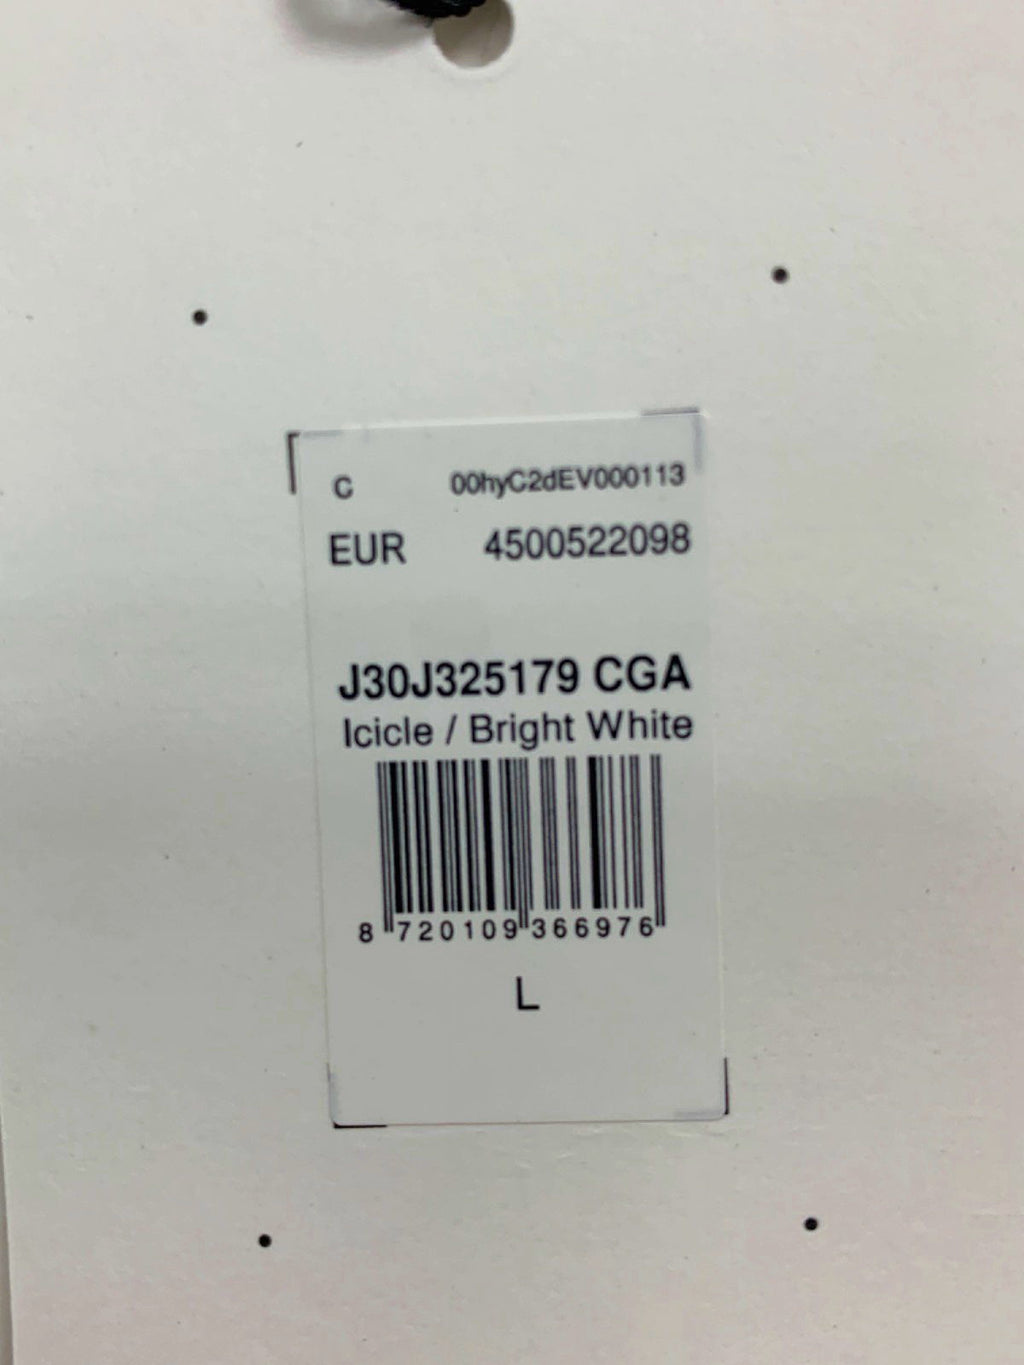 C 00hyC2dEV000113
EUR 4500522098
J30J325179 CGA
Icicle / Bright White
8 720109 366976
L